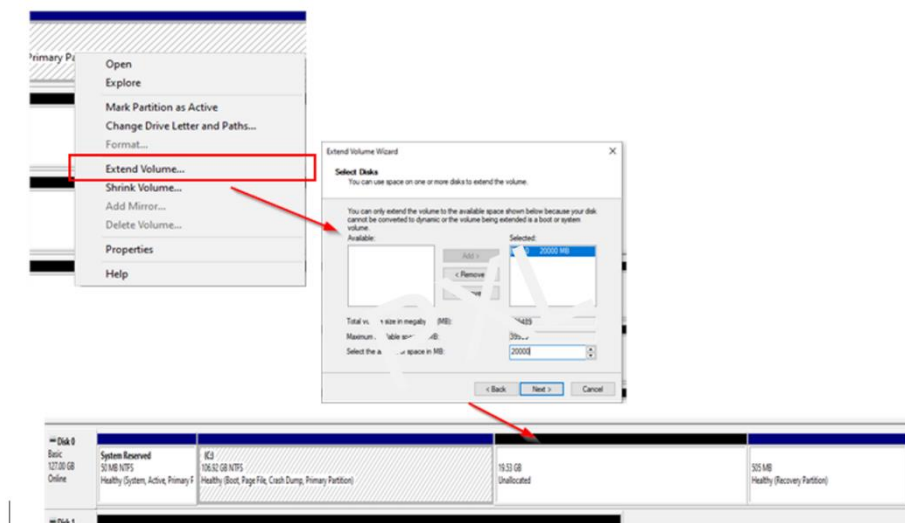 Primary Pa
Open
Explore
Mark Partition as Active
Change Drive Letter and Paths...
Format...
Extend Volume...
Shrink Volume...
Add Mirror...
Delete Volume...
Properties
Help
Extend Volume Wizard
Select Disks
You can use space on one or more disks to extend the volume.
You can only extend the volume to the available space shown below because your disk
cannot be converted to dynamic or the volume being extended is a boot or system
volume.
Available:
Selected:
20000 MB
Add >
< Remove
Total size in (MB):
Maximum
Select the space in MB:
20000
< Back
Next >
Cancel
Disk 0
Basic
127.00 GB
Online
System Reserved
50 MB NTFS
Healthy (System, Active, Primary P
(C:)
106.92 GB NTFS
Healthy (Boot, Page File, Crash Dump, Primary Partition)
19.53 GB
Unallocated
505 MB
Healthy (Recovery Partition)
Disk 1